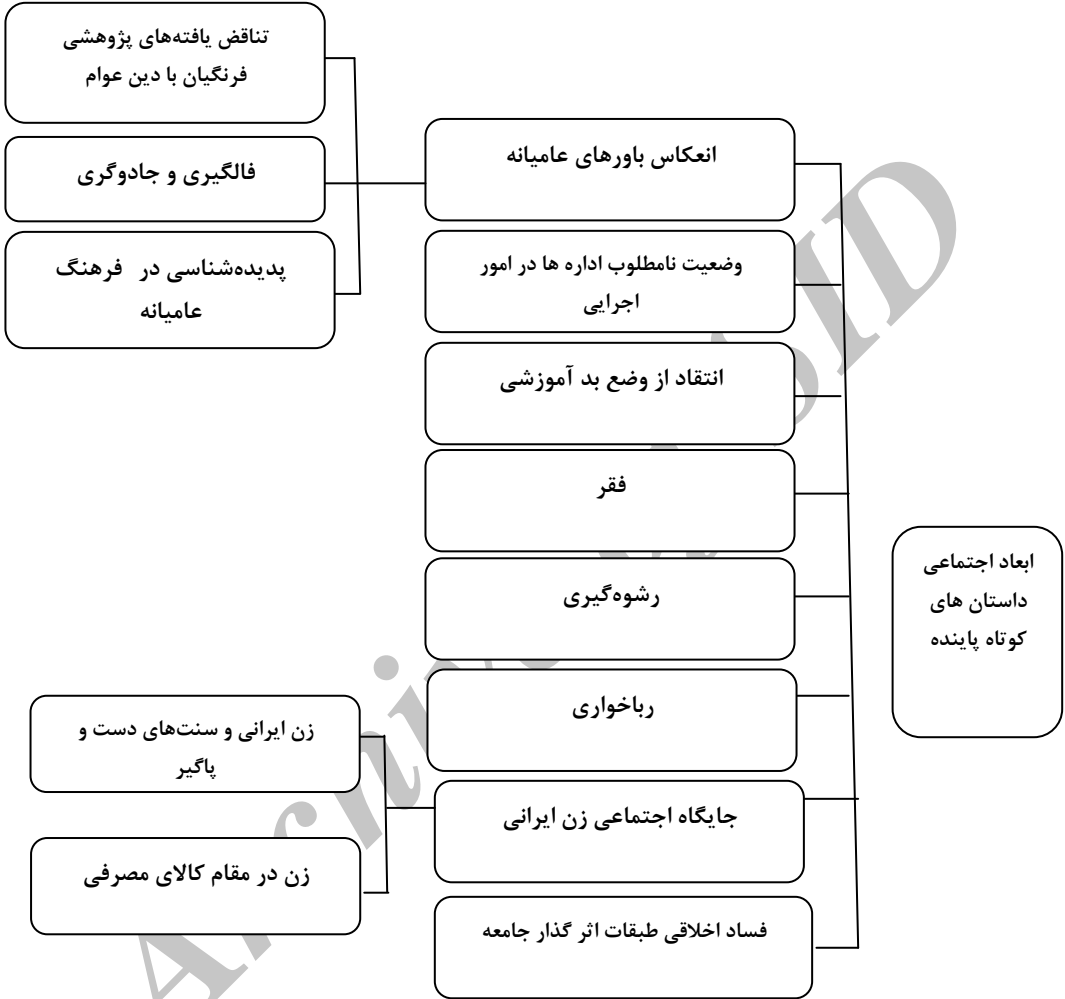 تناقض یافته‌های پژوهشی
فرنگیان با دین عوام
فالگیری و جادوگری
پدیده‌شناسی در فرهنگ
عامیانه
انعکاس باورهای عامیانه
وضعیت نامطلوب اداره ها در امور
اجرایی
انتقاد از وضع بد آموزشی
فقر
رشوه‌گیری
رباخواری
جایگاه اجتماعی زن ایرانی
فساد اخلاقی طبقات اثر گذار جامعه
زن ایرانی و سنت‌های دست و
پاگیر
زن در مقام کالای مصرفی
ابعاد اجتماعی
داستان های
کوتاه پاینده